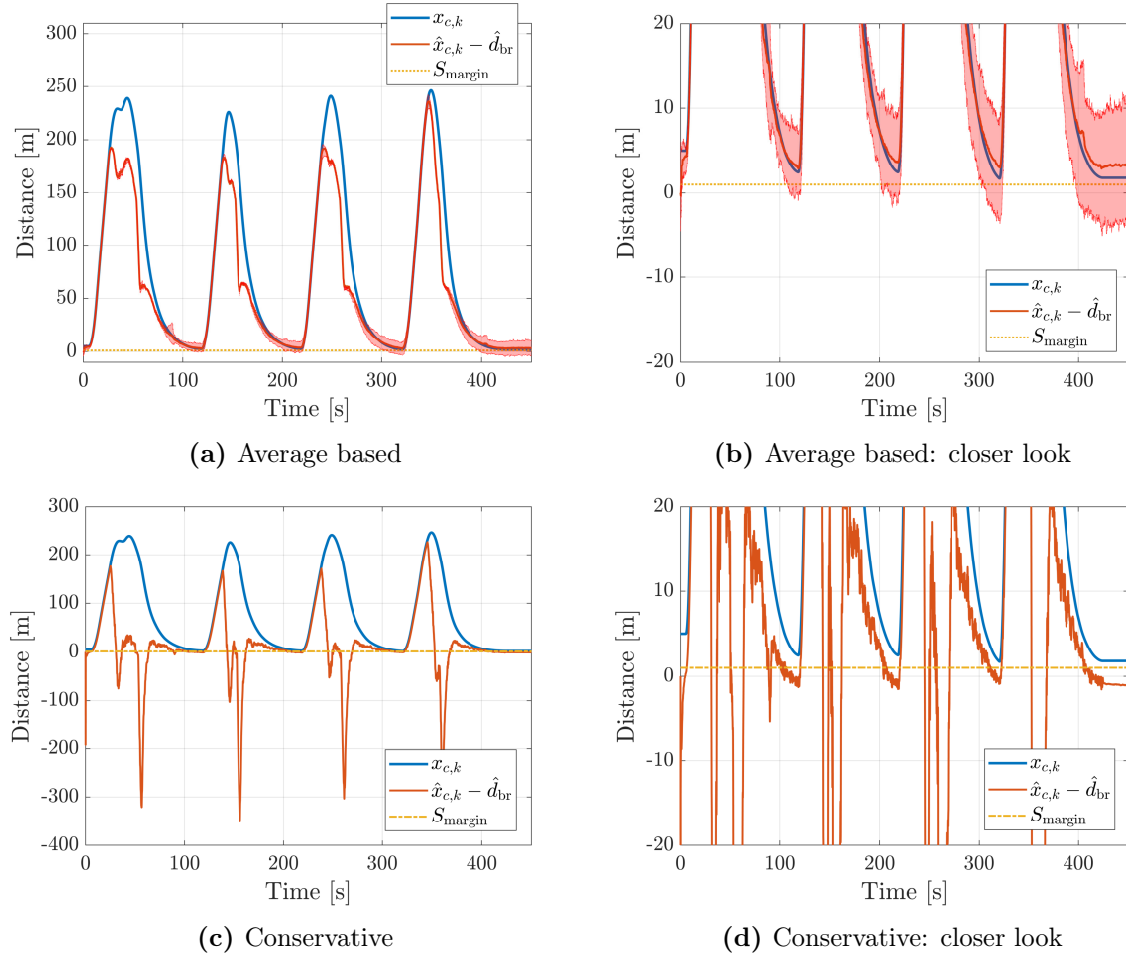 300
250
200
150
100
50
0
0 100 200 300 400
Distance [m]
Time [s]
x_{c,k}
x̂_{c,k} − d̂_br
S_margin
(a) Average based
20
10
0
-10
-20
0 100 200 300 400
Distance [m]
Time [s]
x_{c,k}
x̂_{c,k} − d̂_br
S_margin
(b) Average based: closer look
300
200
100
0
-100
-200
-300
-400
0 100 200 300 400
Distance [m]
Time [s]
x_{c,k}
x̂_{c,k} − d̂_br
S_margin
(c) Conservative
20
10
0
-10
-20
0 100 200 300 400
Distance [m]
Time [s]
x_{c,k}
x̂_{c,k} − d̂_br
S_margin
(d) Conservative: closer look